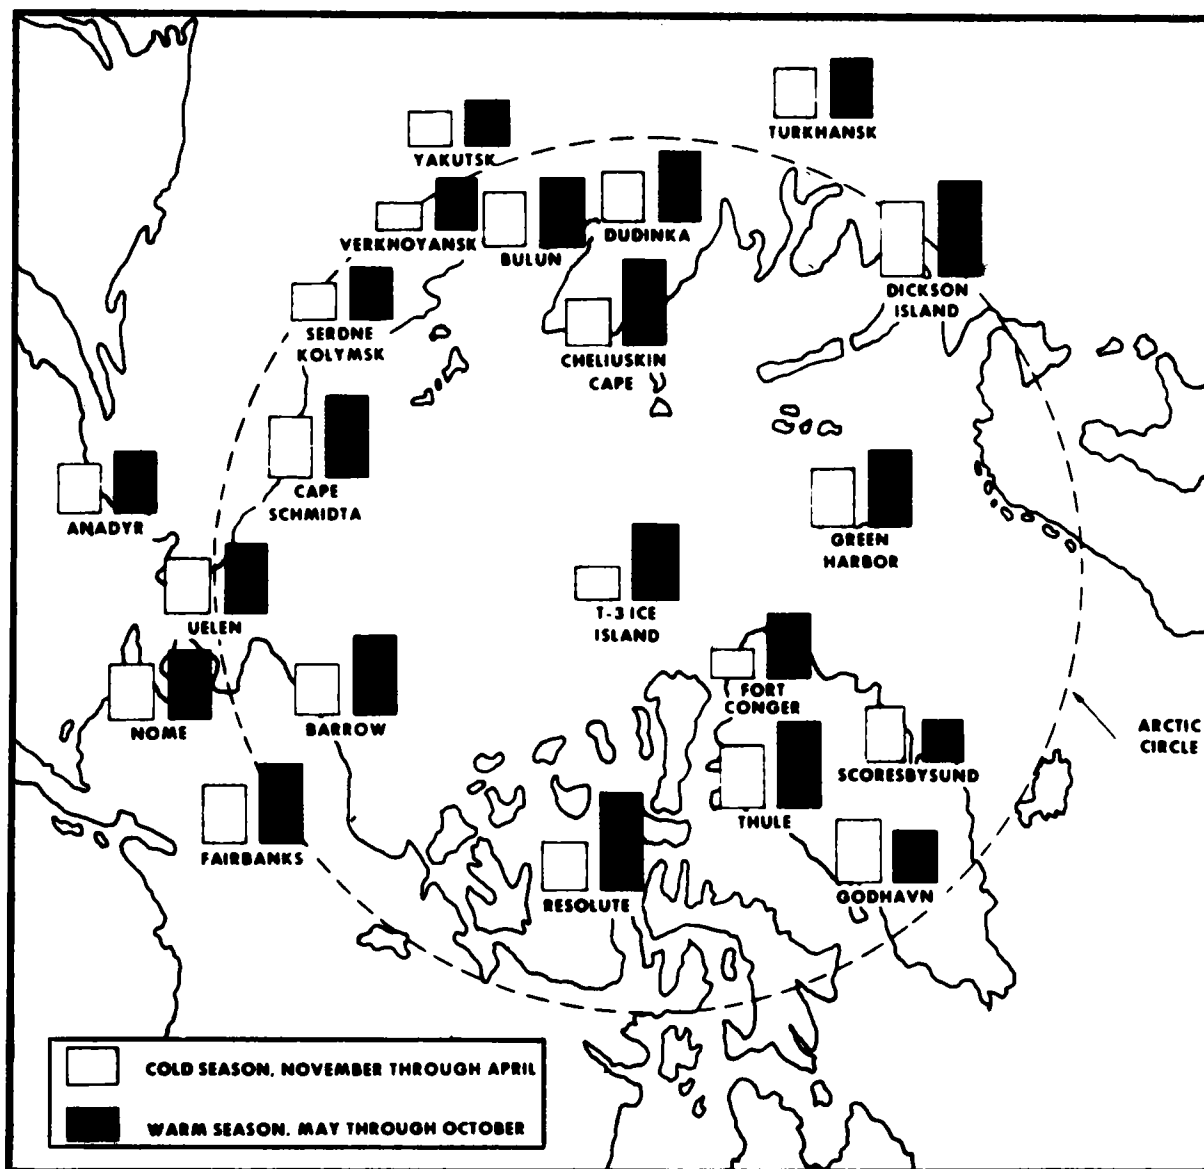 TURKHANSK
YAKUTSK
VERKHOYANSK
BULUN
DUDINKA
DICKSON
ISLAND
SERDNE
KOLYMSK
CHELIUSKIN
CAPE
CAPE
SCHMIDTA
ANADYR
GREEN
HARBOR
UELEN
T-3 ICE
ISLAND
NOME
BARROW
FORT
CONGER
ARCTIC
CIRCLE
SCORESBYSUND
THULE
FAIRBANKS
RESOLUTE
GODHAVN
COLD SEASON, NOVEMBER THROUGH APRIL
WARM SEASON, MAY THROUGH OCTOBER